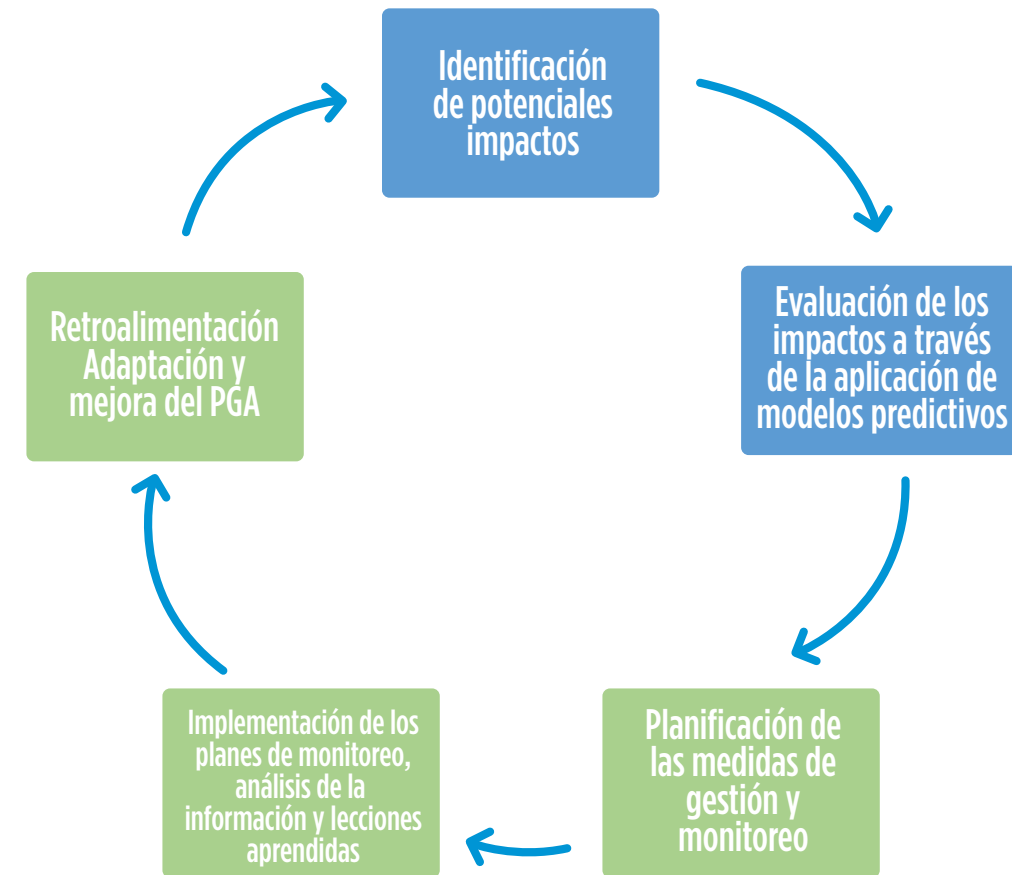 Identificación
de potenciales
impactos
Evaluación de los
impactos a través
de la aplicación de
modelos predictivos
Planificación de
las medidas de
gestión y
monitoreo
Implementación de los
planes de monitoreo,
análisis de la
información y lecciones
aprendidas
Retroalimentación
Adaptación y
mejora del PGA